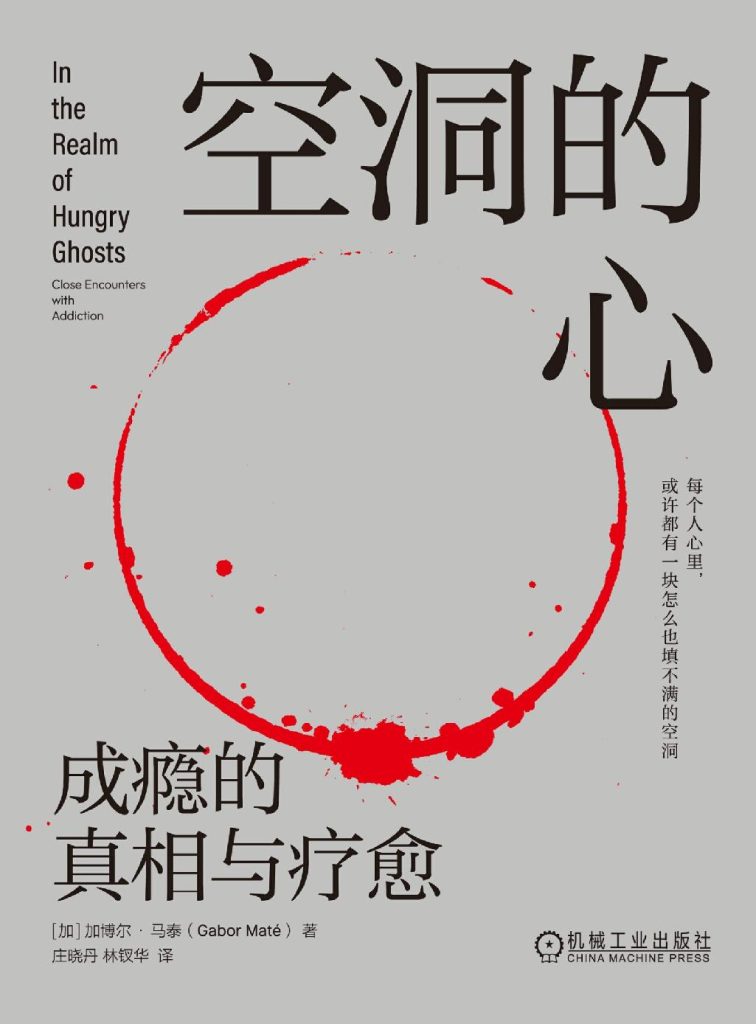 In
the
Realm
of
Hungry
Ghosts
Close Encounters
with
Addiction
空洞的
心
每个人心里，
或许都有一块怎么也填不满的空洞
成瘾的
真相与疗愈
[加] 加博尔·马泰（Gabor Maté）著
庄晓丹 林钗华 译
机械工业出版社
CHINA MACHINE PRESS